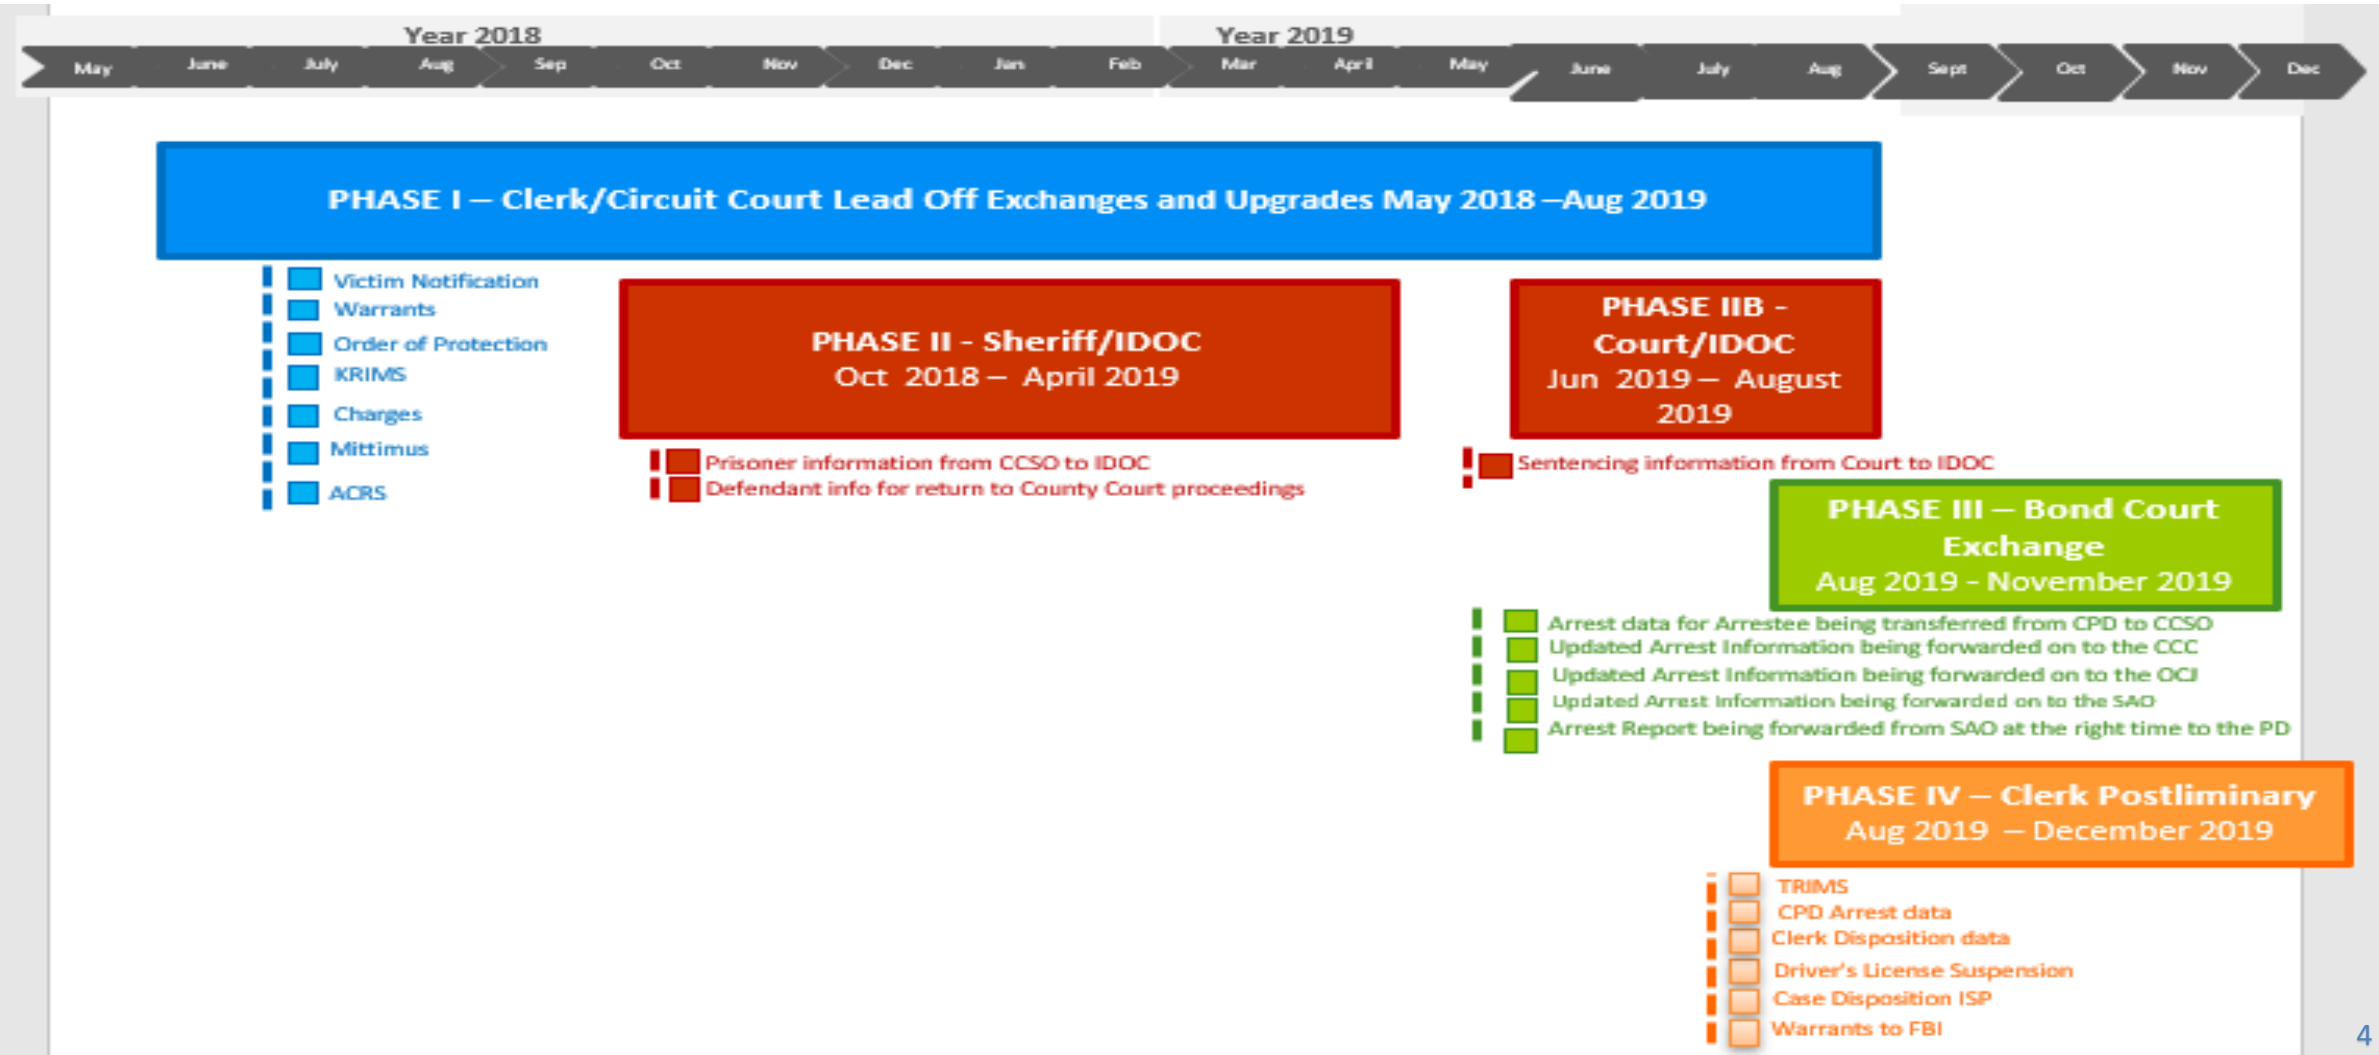 Year 2018
Year 2019
May June July Aug Sep Oct Nov Dec Jan Feb Mar April May June July Aug Sept Oct Nov Dec
PHASE I – Clerk/Circuit Court Lead Off Exchanges and Upgrades May 2018 –Aug 2019
Victim Notification
Warrants
Order of Protection
KRIMS
Charges
Mittimus
ACRS
PHASE II - Sheriff/IDOC
Oct 2018 – April 2019
Prisoner information from CCSO to IDOC
Defendant info for return to County Court proceedings
PHASE IIB -
Court/IDOC
Jun 2019 – August
2019
Sentencing information from Court to IDOC
PHASE III – Bond Court
Exchange
Aug 2019 - November 2019
Arrest data for Arrestee being transferred from CPD to CCSO
Updated Arrest Information being forwarded on to the CCC
Updated Arrest Information being forwarded on to the OCJ
Updated Arrest Information being forwarded on to the SAO
Arrest Report being forwarded from SAO at the right time to the PD
PHASE IV – Clerk Postliminary
Aug 2019 – December 2019
TRIMS
CPD Arrest data
Clerk Disposition data
Driver's License Suspension
Case Disposition ISP
Warrants to FBI
4